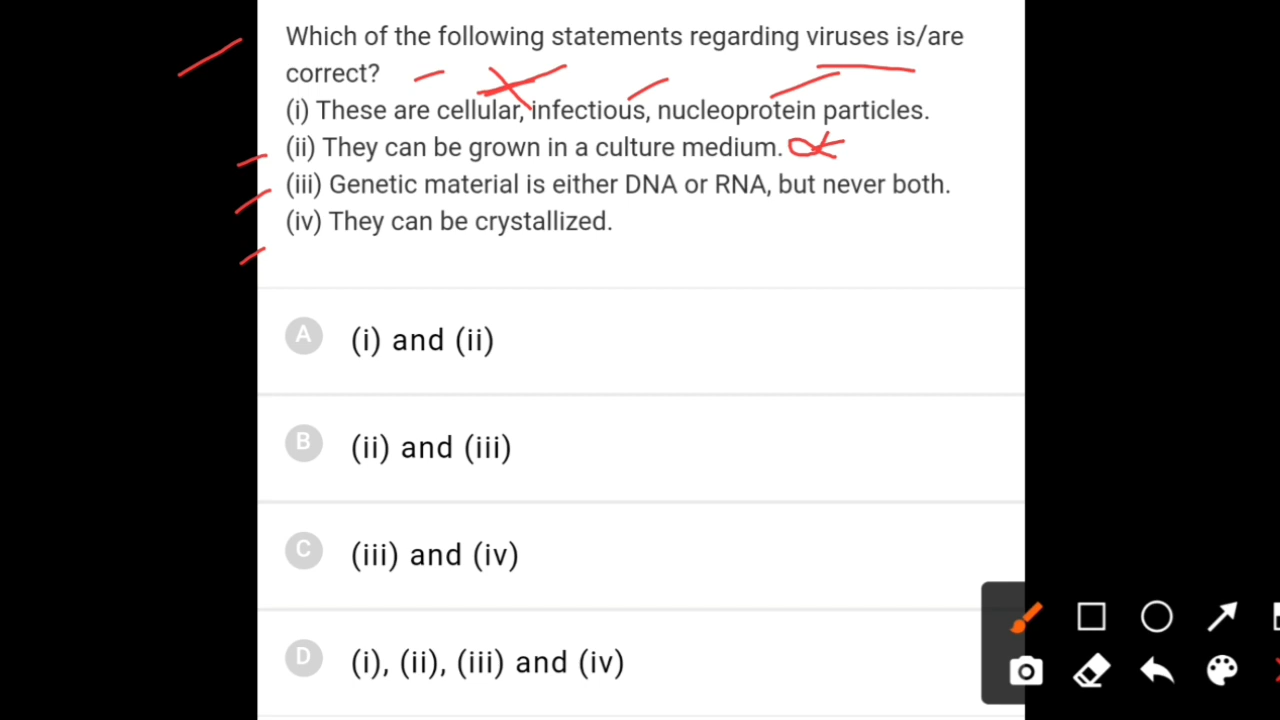 Which of the following statements regarding viruses is/are
correct?
(i) These are cellular, infectious, nucleoprotein particles.
(ii) They can be grown in a culture medium.
(iii) Genetic material is either DNA or RNA, but never both.
(iv) They can be crystallized.
A (i) and (ii)
B (ii) and (iii)
C (iii) and (iv)
D (i), (ii), (iii) and (iv)